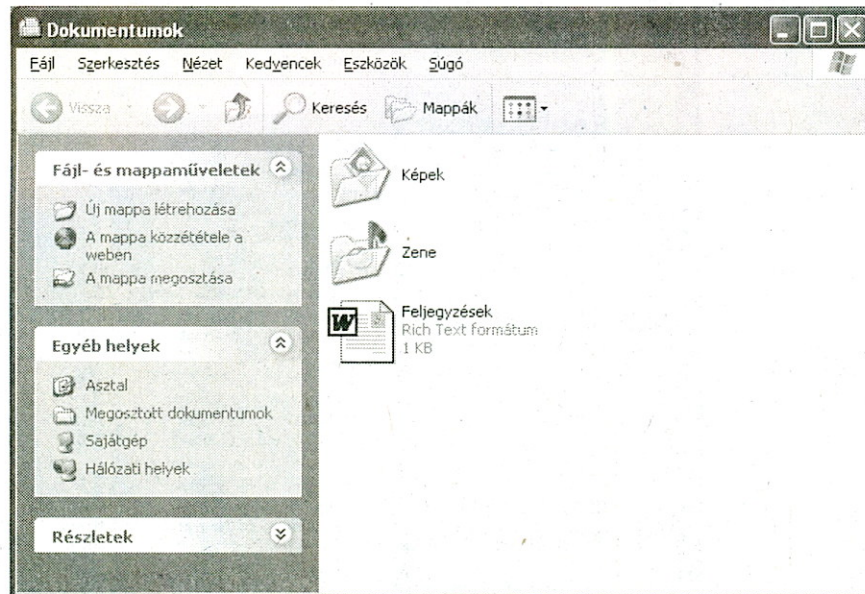 Dokumentumok
Fájl Szerkesztés Nézet Kedvencek Eszközök Súgó
Vissza Keresés Mappák
Fájl- és mappaműveletek
Új mappa létrehozása
A mappa közzététele a
weben
A mappa megosztása
Egyéb helyek
Asztal
Megosztott dokumentumok
Sajátgép
Hálózati helyek
Részletek
Képek
Zene
W
Feljegyzések
Rich Text formátum
1 KB